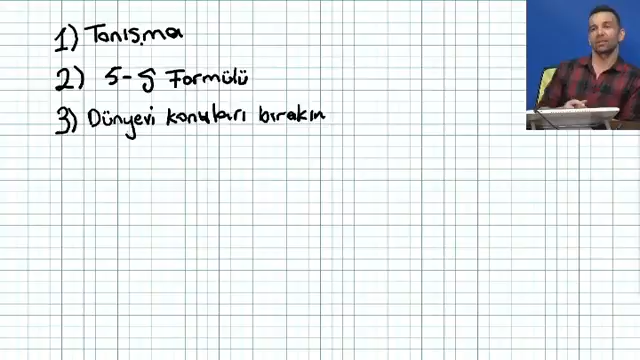 1) Tanışma
2) 5-Ş Formülü
3) Dünyevi konuları bırakın